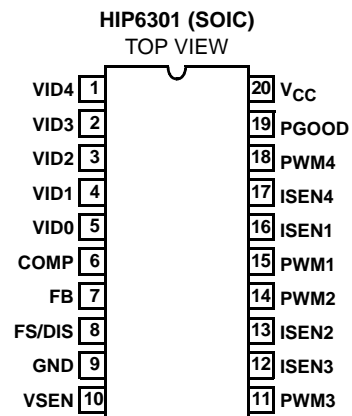 HIP6301 (SOIC)
TOP VIEW
VID4 1 20 VCC
VID3 2 19 PGOOD
VID2 3 18 PWM4
VID1 4 17 ISEN4
VID0 5 16 ISEN1
COMP 6 15 PWM1
FB 7 14 PWM2
FS/DIS 8 13 ISEN2
GND 9 12 ISEN3
VSEN 10 11 PWM3